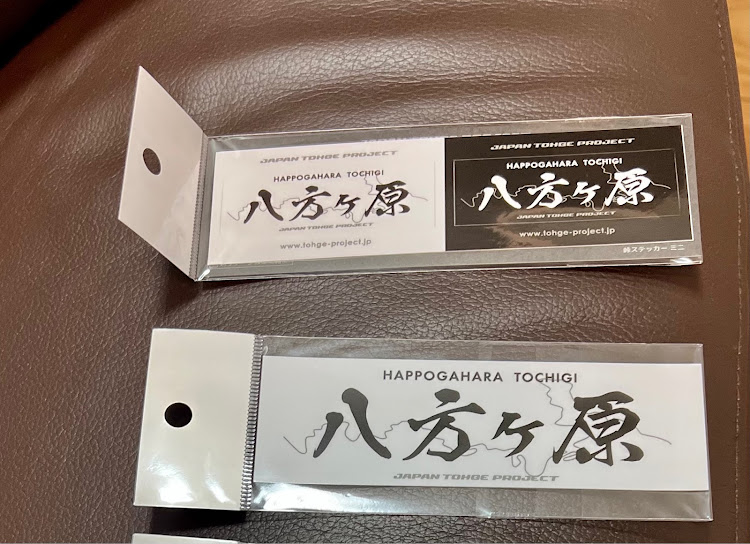 JAPAN TOHGE PROJECT
HAPPOGAHARA TOCHIGI
八方ヶ原
JAPAN TOHGE PROJECT
www.tohge-project.jp
JAPAN TOHGE PROJECT
HAPPOGAHARA TOCHIGI
八方ヶ原
JAPAN TOHGE PROJECT
www.tohge-project.jp
峠ステッカー ミニ
HAPPOGAHARA TOCHIGI
八方ヶ原
JAPAN TOHGE PROJECT